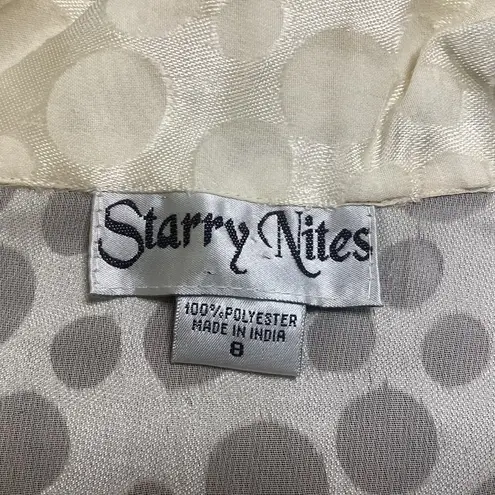 Starry Nites
100% POLYESTER
MADE IN INDIA
8